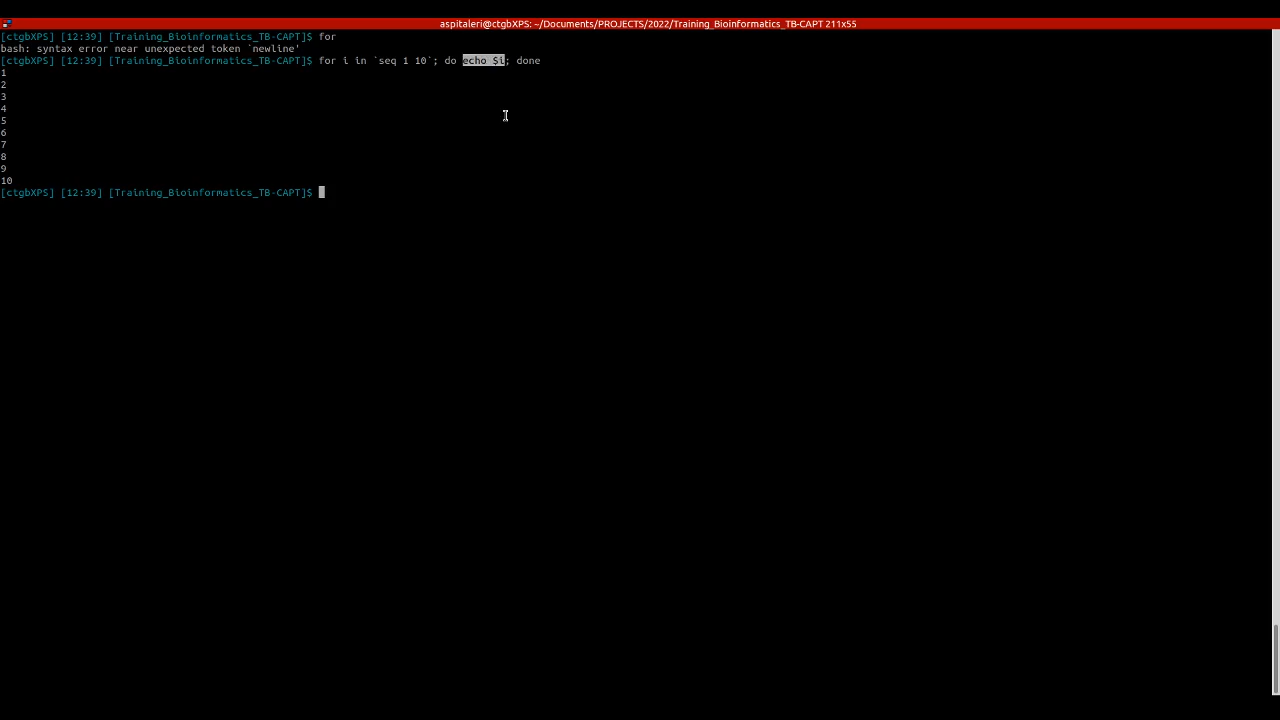 aspitaleri@ctgbXPS: ~/Documents/PROJECTS/2022/Training_Bioinformatics_TB-CAPT 211x55
[ctgbXPS] [12:39] [Training_Bioinformatics_TB-CAPT]$ for
bash: syntax error near unexpected token `newline'
[ctgbXPS] [12:39] [Training_Bioinformatics_TB-CAPT]$ for i in `seq 1 10`; do echo $i; done
1
2
3
4
5
6
7
8
9
10
[ctgbXPS] [12:39] [Training_Bioinformatics_TB-CAPT]$